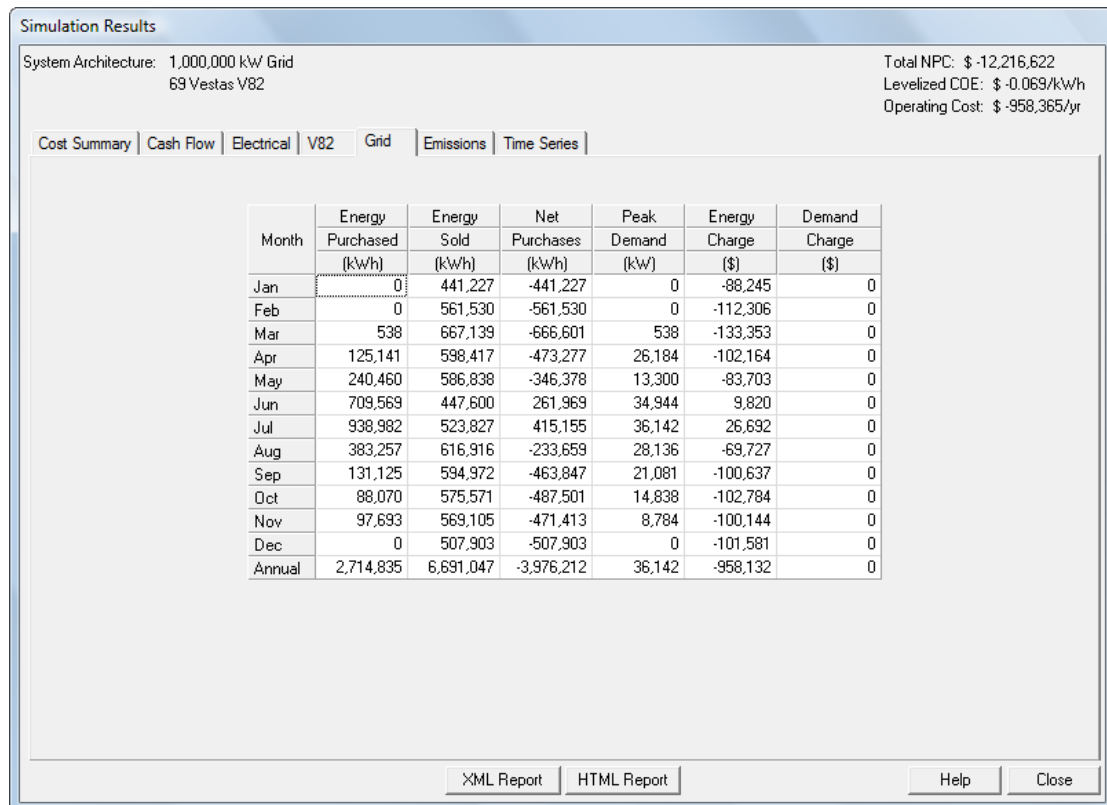 Simulation Results
System Architecture: 1,000,000 kW Grid
69 Vestas V82
Total NPC: $ -12,216,622
Levelized COE: $ -0.069/kWh
Operating Cost: $ -958,365/yr
Cost Summary Cash Flow Electrical V82 Grid Emissions Time Series
Energy Energy Net Peak Energy Demand
Month Purchased Sold Purchases Demand Charge Charge
(kWh) (kWh) (kWh) (kW) ($) ($)
Jan 0 441,227 -441,227 0 -88,245 0
Feb 0 561,530 -561,530 0 -112,306 0
Mar 538 667,139 -666,601 538 -133,353 0
Apr 125,141 598,417 -473,277 26,184 -102,164 0
May 240,460 586,838 -346,378 13,300 -83,703 0
Jun 709,569 447,600 261,969 34,944 9,820 0
Jul 938,982 523,827 415,155 36,142 26,692 0
Aug 383,257 616,916 -233,659 28,136 -69,727 0
Sep 131,125 594,972 -463,847 21,081 -100,637 0
Oct 88,070 575,571 -487,501 14,838 -102,784 0
Nov 97,693 569,105 -471,413 8,784 -100,144 0
Dec 0 507,903 -507,903 0 -101,581 0
Annual 2,714,835 6,691,047 -3,976,212 36,142 -958,132 0
XML Report HTML Report Help Close